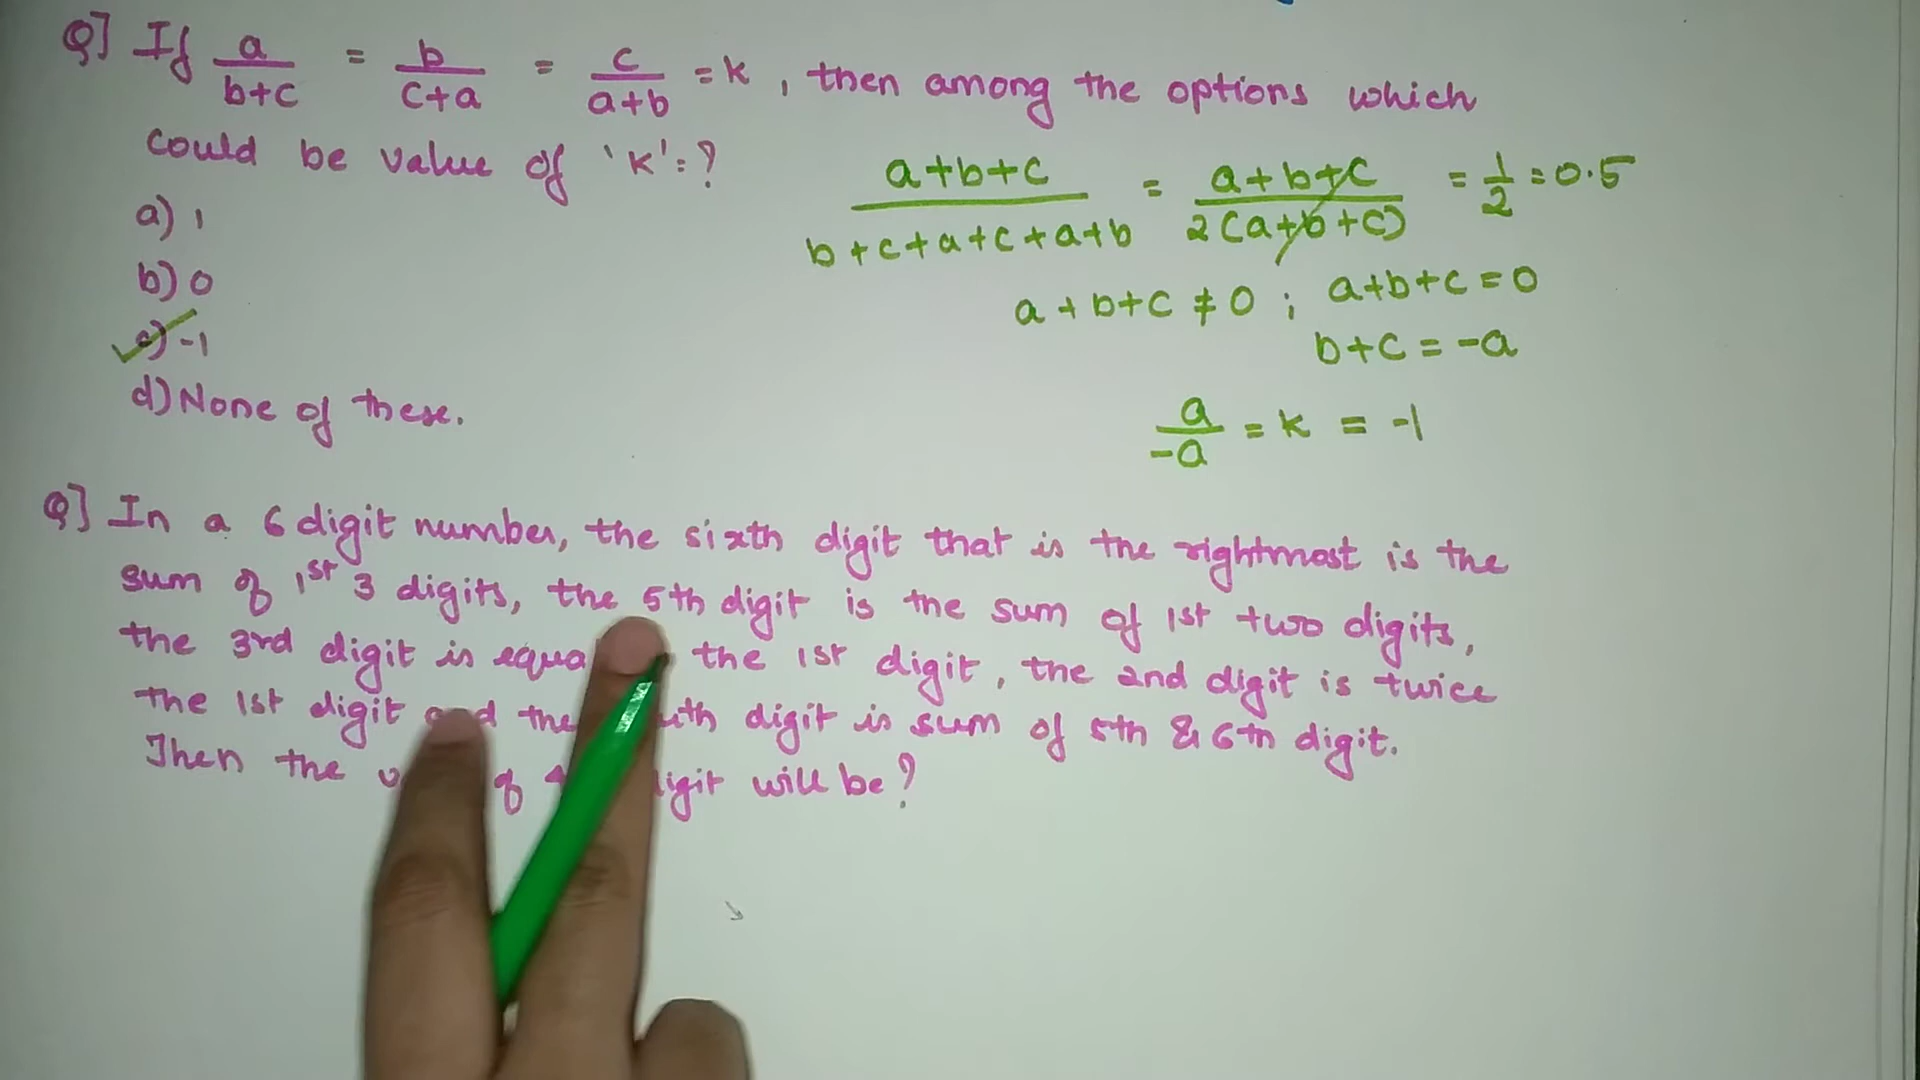 Q] If a/b+c = b/c+a = c/a+b = k, then among the options which
could be value of 'k'=?
a) 1
b) 0
c) -1
d) None of these.
a+b+c / b+c+a+c+a+b = a+b+c / 2(a+b+c) = 1/2 = 0.5
a+b+c ≠ 0 ; a+b+c = 0
b+c = -a
a/-a = k = -1
Q] In a 6 digit number, the sixth digit that is the rightmost is the
sum of 1st 3 digits, the 5th digit is the sum of 1st two digits,
the 3rd digit is the 1st digit, the 2nd digit is twice
the 1st digit the digit is sum of 5th & 6th digit.
Then the of digit will be?